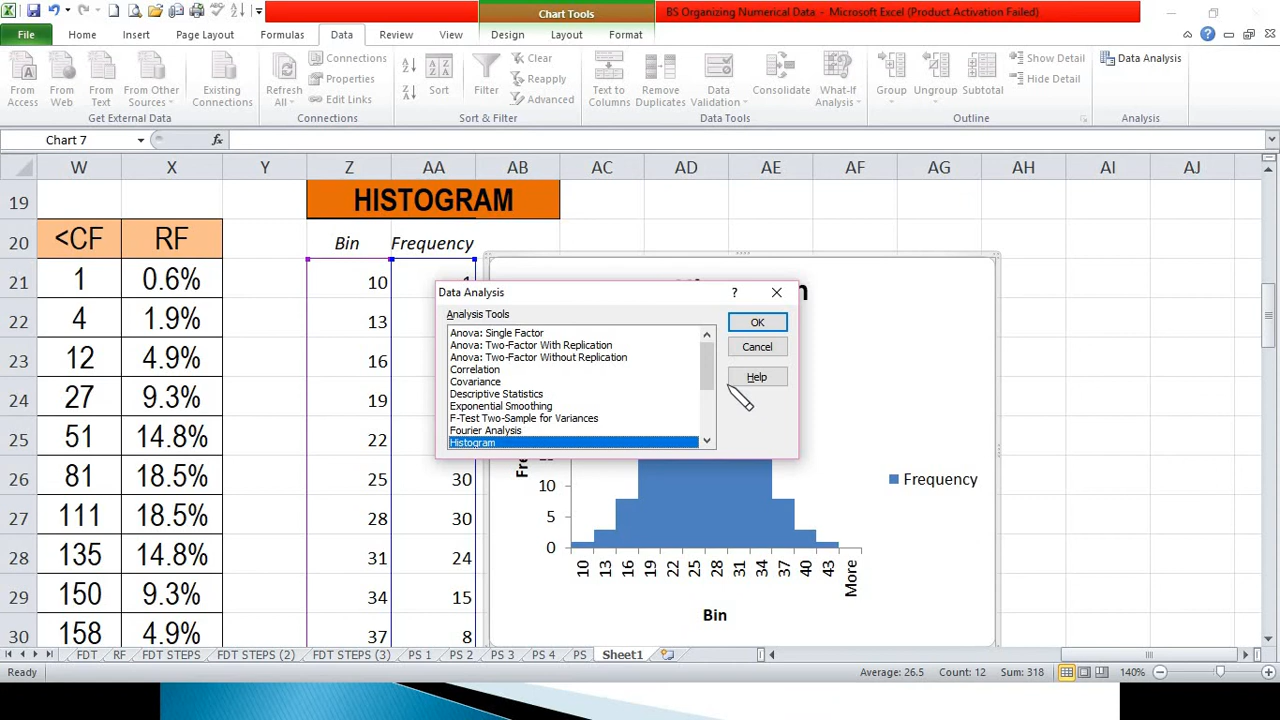 Chart Tools
BS Organizing Numerical Data - Microsoft Excel (Product Activation Failed)
File Home Insert Page Layout Formulas Data Review View Design Layout Format
From Access
From Web
From Text
From Other Sources
Existing Connections
Get External Data
Refresh All
Connections
Properties
Edit Links
Connections
Sort
Filter
Clear
Reapply
Advanced
Sort & Filter
Text to Columns
Remove Duplicates
Data Validation
Consolidate
What-If Analysis
Data Tools
Group
Ungroup
Subtotal
Show Detail
Hide Detail
Outline
Data Analysis
Analysis
Chart 7 fx
W X Y Z AA AB AC AD AE AF AG AH AI AJ
19 HISTOGRAM
20 <CF RF Bin Frequency
21 1 0.6% 10 1
22 4 1.9% 13
23 12 4.9% 16
24 27 9.3% 19
25 51 14.8% 22
26 81 18.5% 25 30
27 111 18.5% 28 30
28 135 14.8% 31 24
29 150 9.3% 34 15
30 158 4.9% 37 8
Data Analysis ?
Analysis Tools
Anova: Single Factor
Anova: Two-Factor With Replication
Anova: Two-Factor Without Replication
Correlation
Covariance
Descriptive Statistics
Exponential Smoothing
F-Test Two-Sample for Variances
Fourier Analysis
Histogram
OK
Cancel
Help
10
5
0
10 13 16 19 22 25 28 31 34 37 40 43 More
Bin
Frequency
FDT RF FDT STEPS FDT STEPS (2) FDT STEPS (3) PS 1 PS 2 PS 3 PS 4 PS Sheet1
Ready Average: 26.5 Count: 12 Sum: 318 140%